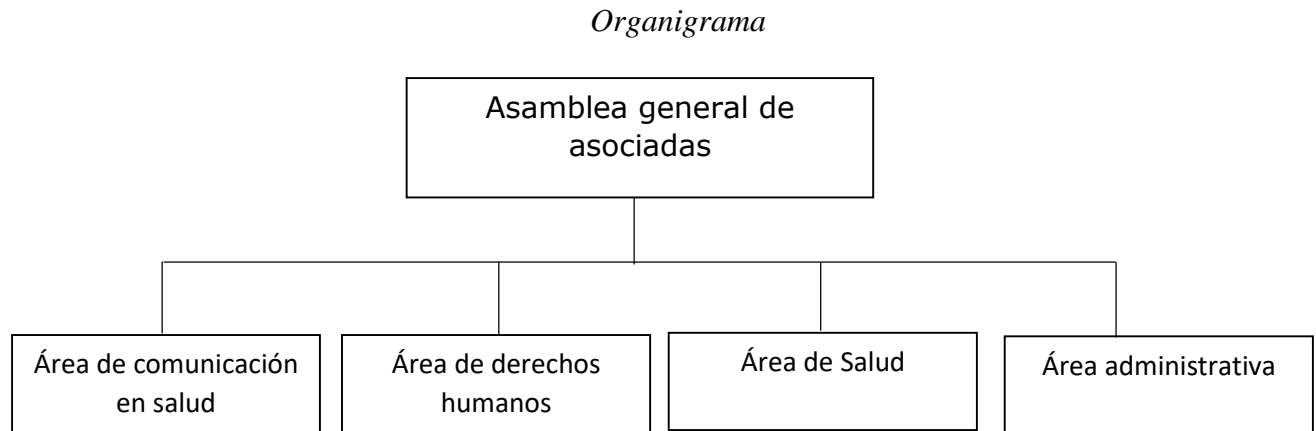 Organigrama
Asamblea general de
asociadas
Área de comunicación
en salud
Área de derechos
humanos
Área de Salud
Área administrativa